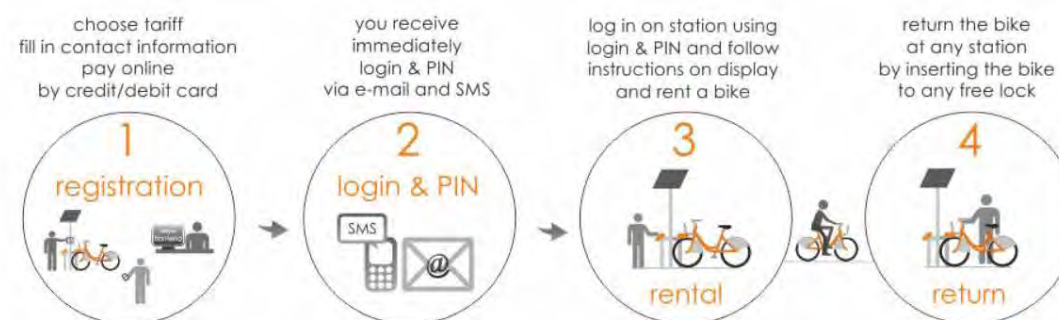 choose tariff
fill in contact information
pay online
by credit/debit card
1
registration
you receive
immediately
login & PIN
via e-mail and SMS
2
login & PIN
SMS
@
log in on station using
login & PIN and follow
instructions on display
and rent a bike
3
rental
return the bike
at any station
by inserting the bike
to any free lock
4
return